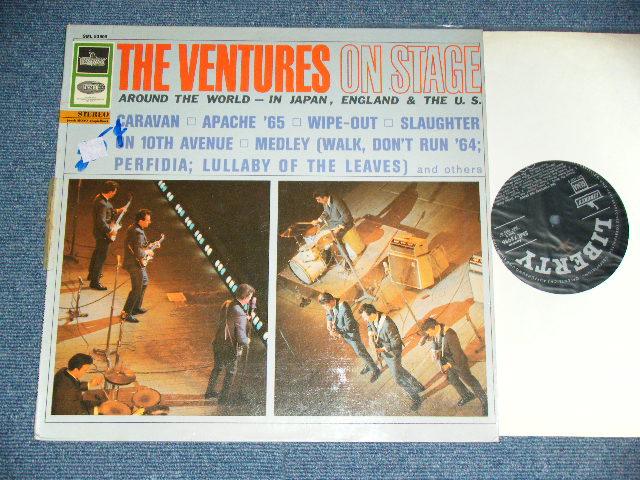 THE VENTURES ON STAGE
AROUND THE WORLD – IN JAPAN, ENGLAND & THE U. S.
STEREO
CARAVAN □ APACHE '65 □ WIPE-OUT □ SLAUGHTER
ON 10TH AVENUE □ MEDLEY (WALK, DON'T RUN '64;
PERFIDIA; LULLABY OF THE LEAVES) and others
LIBERTY